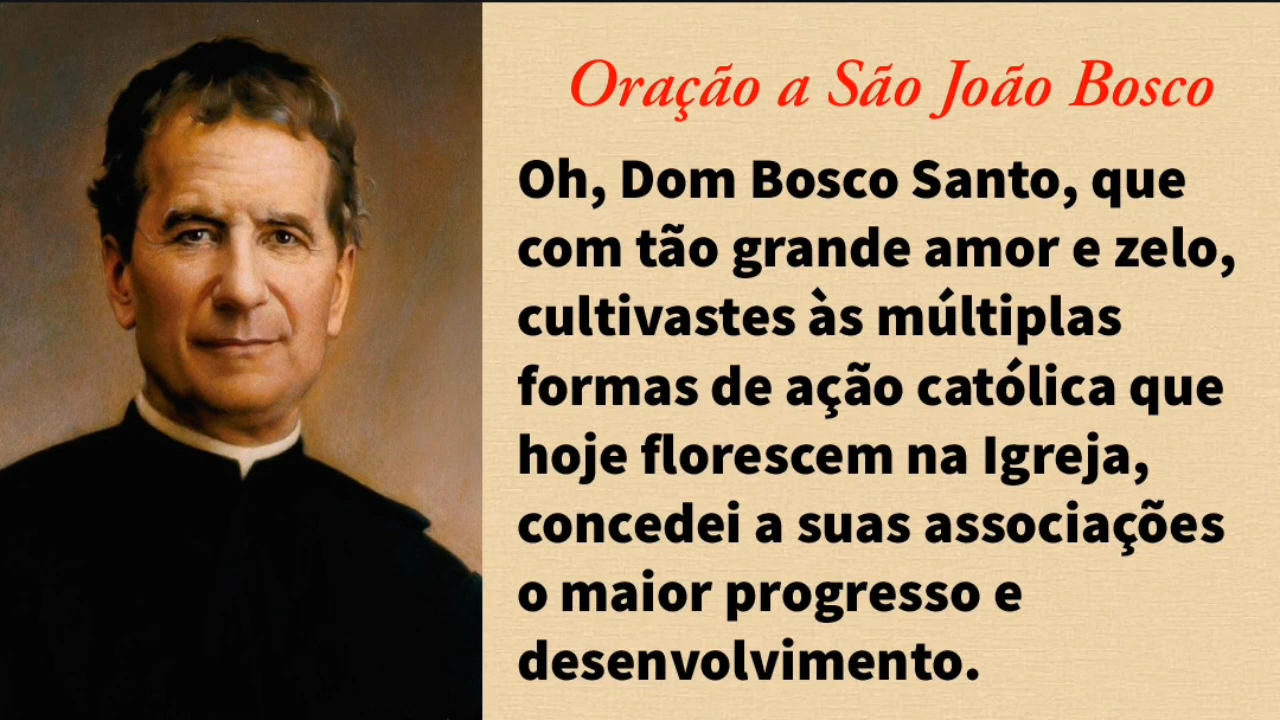 Oração a São João Bosco
Oh, Dom Bosco Santo, que
com tão grande amor e zelo,
cultivastes às múltiplas
formas de ação católica que
hoje florescem na Igreja,
concedei a suas associações
o maior progresso e
desenvolvimento.